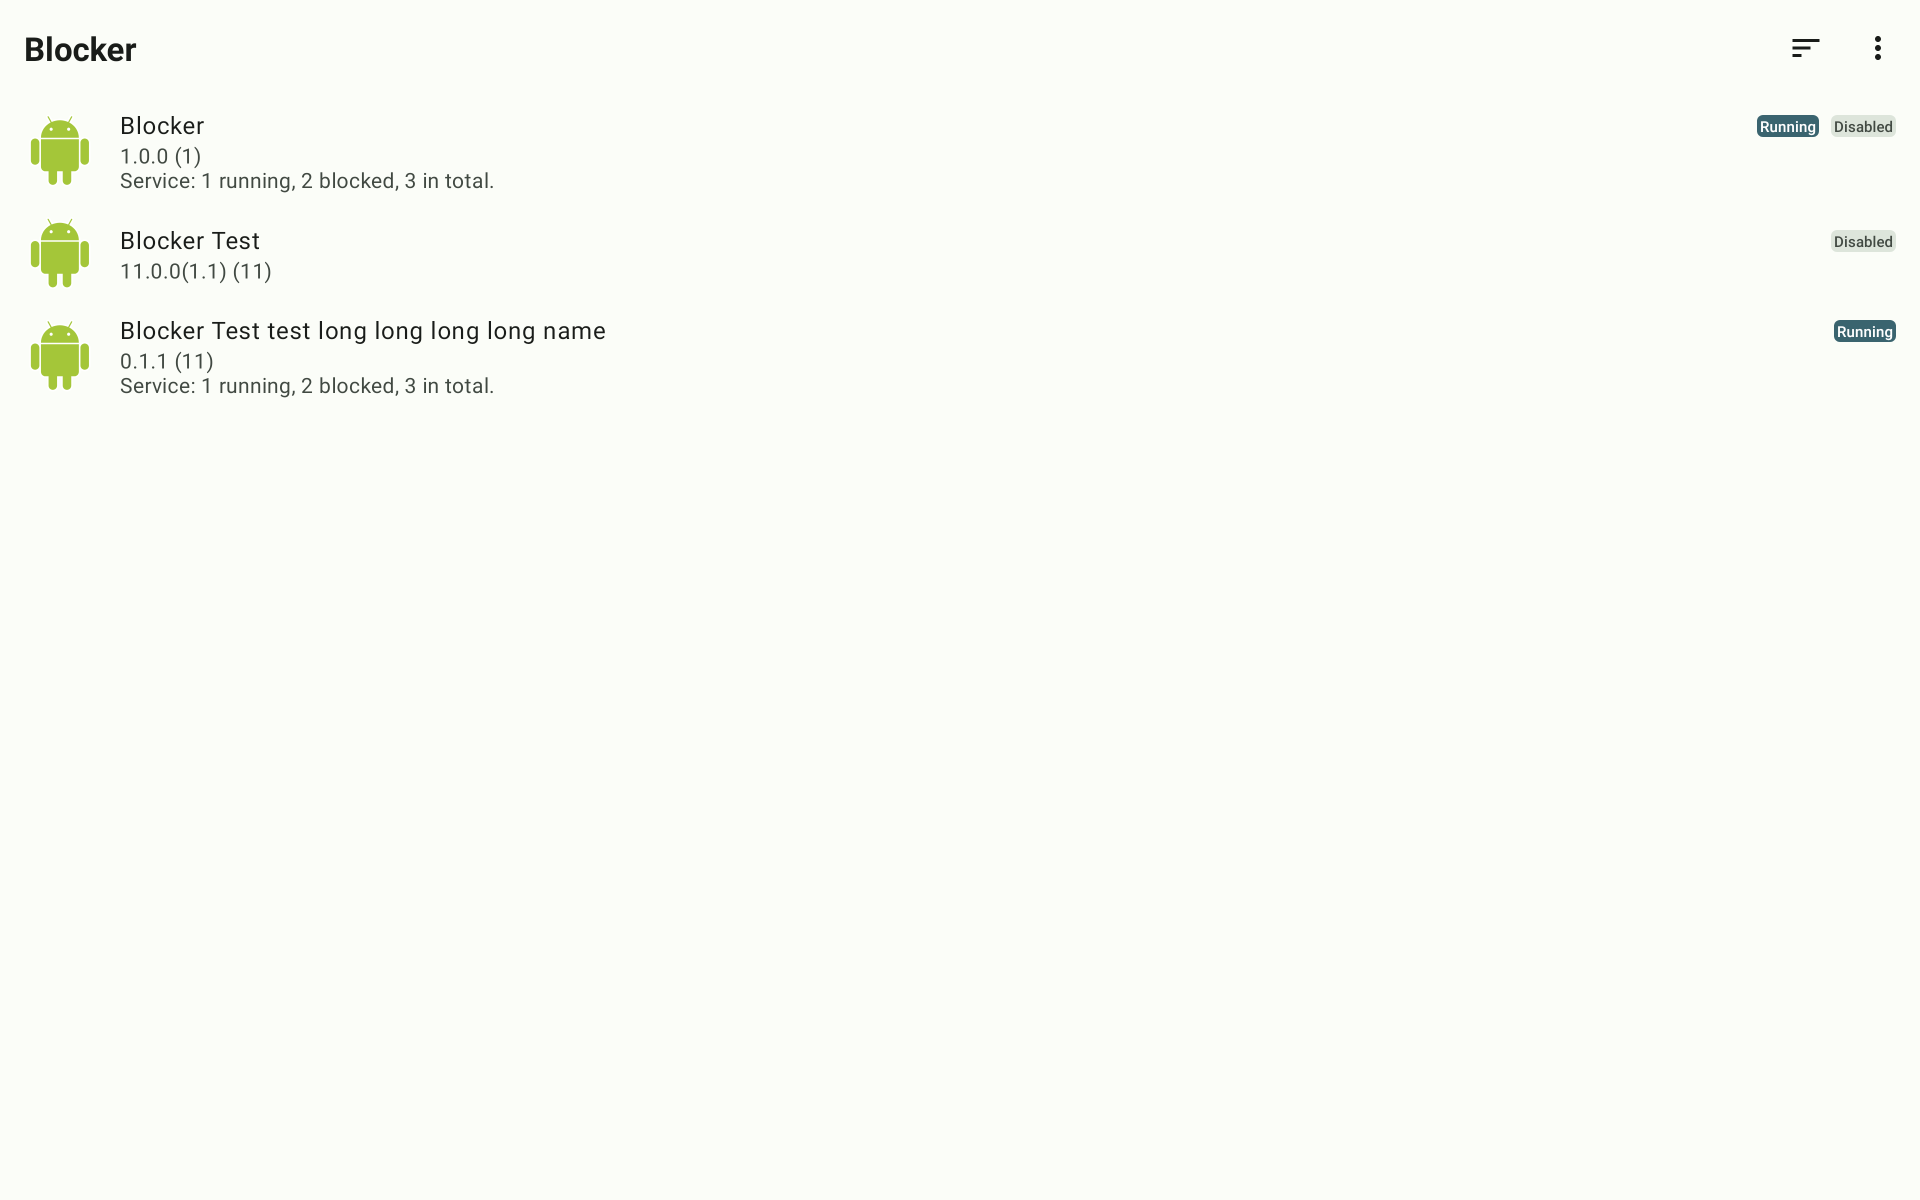 Blocker
Blocker Running Disabled
1.0.0 (1)
Service: 1 running, 2 blocked, 3 in total.
Blocker Test Disabled
11.0.0(1.1) (11)
Blocker Test test long long long long name Running
0.1.1 (11)
Service: 1 running, 2 blocked, 3 in total.